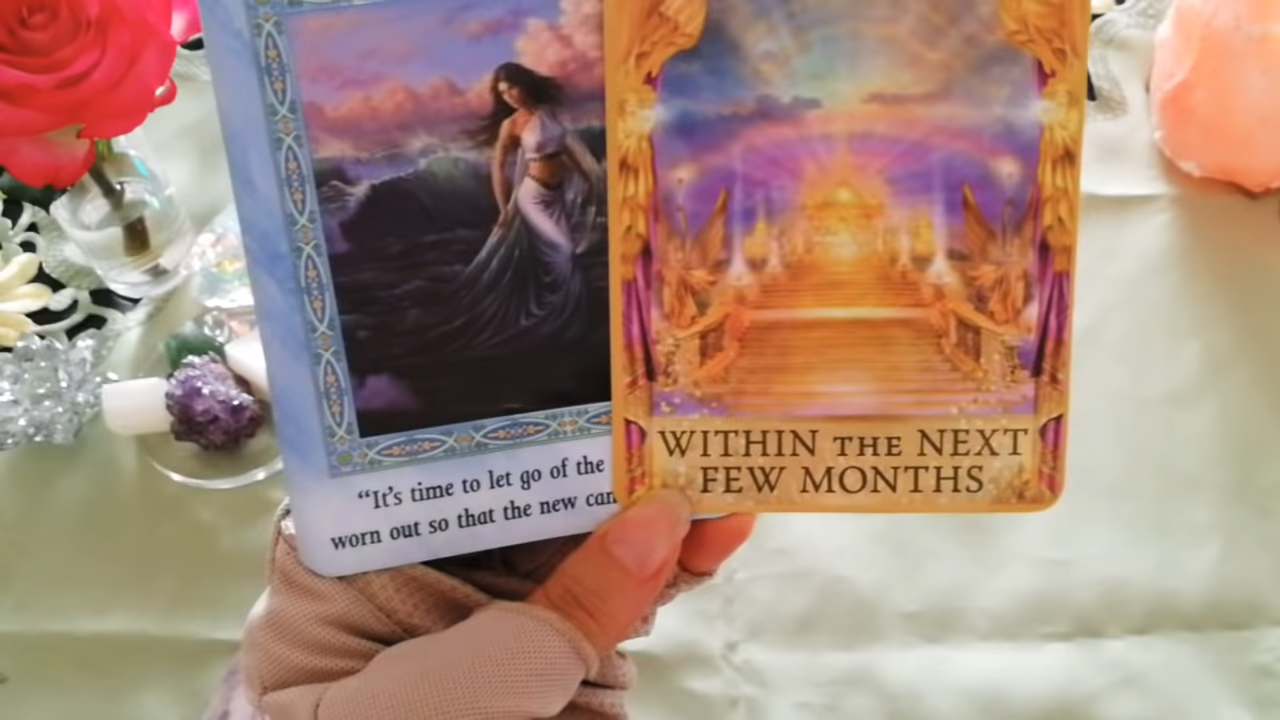 “It’s time to let go of the
worn out so that the new can
WITHIN THE NEXT
FEW MONTHS